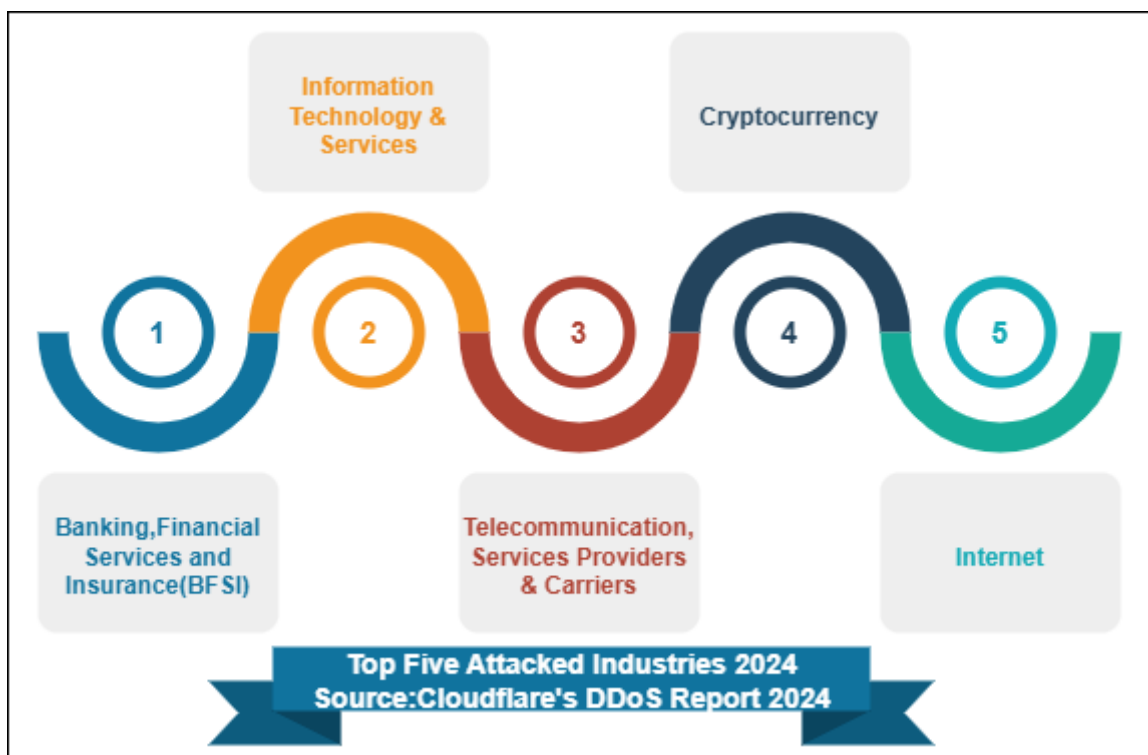 Information
Technology &
Services
Cryptocurrency
1
2
3
4
5
Banking,Financial
Services and
Insurance(BFSI)
Telecommunication,
Services Providers
& Carriers
Internet
Top Five Attacked Industries 2024
Source:Cloudflare's DDoS Report 2024